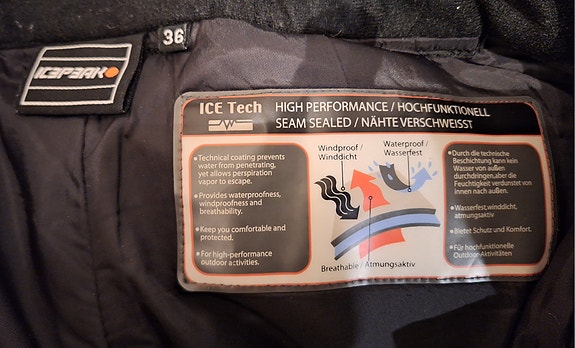 ICEPEAK
36
ICE Tech
HIGH PERFORMANCE / HOCHFUNKTIONELL
SEAM SEALED / NÄHTE VERSCHWEISST
• Technical coating prevents
water from penetrating,
yet allows perspiration
vapor to escape.
• Provides waterproofness,
windproofness and
breathability.
• Keep you comfortable and
protected.
• For high-performance
outdoor activities.
Windproof /
Winddicht
Waterproof /
Wasserfest
Breathable / Atmungsaktiv
• Durch die technische
Beschichtung kann kein
Wasser von außen
durchdringen,aber die
Feuchtigkeit verdunstet von
innen nach außen.
• Wasserfest,winddicht,
atmungsaktiv
• Bietet Schutz und Komfort.
• Für hochfunktionelle
Outdoor-Aktivitäten